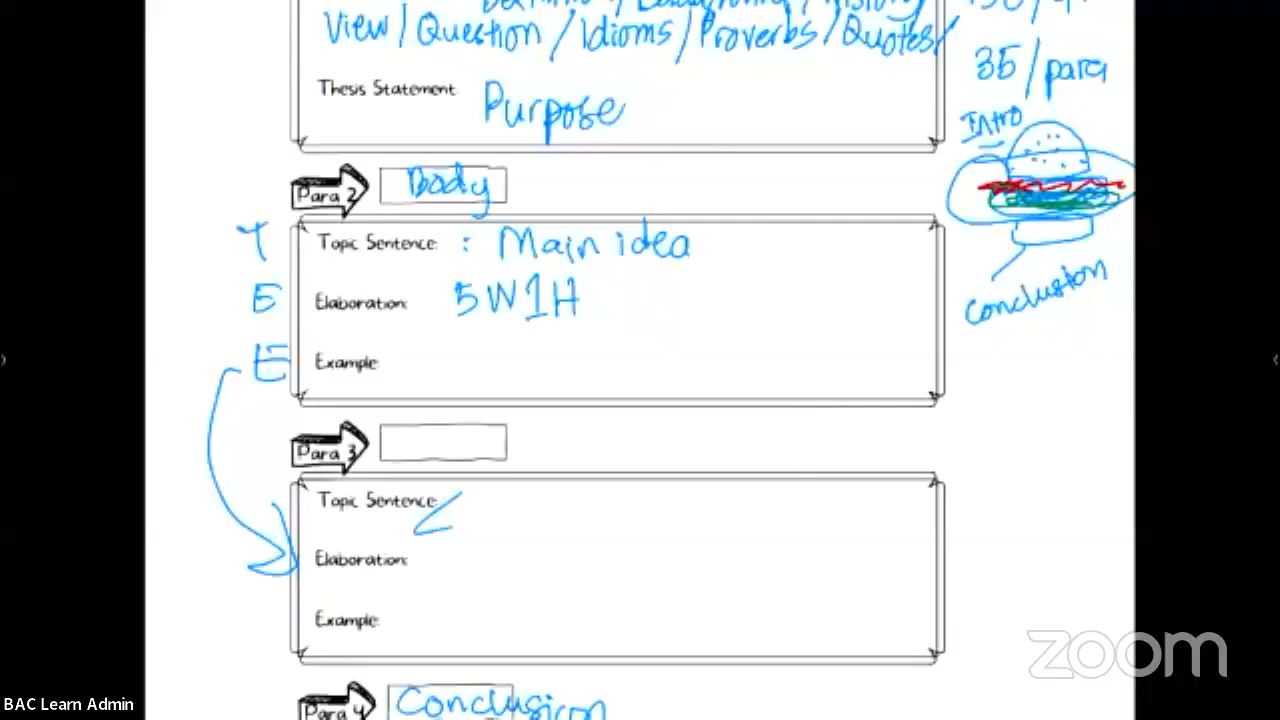 View / Question / Idioms / Proverbs / Quotes /
35 / para
Thesis Statement: Purpose
Intro
Para 2 Body
T Topic Sentence: : Main idea
E Elaboration: 5W1H
Conclusion
E Example:
Para 3
Topic Sentence:
Elaboration:
Example:
zoom
BAC Learn Admin
Para 4 Conclusion